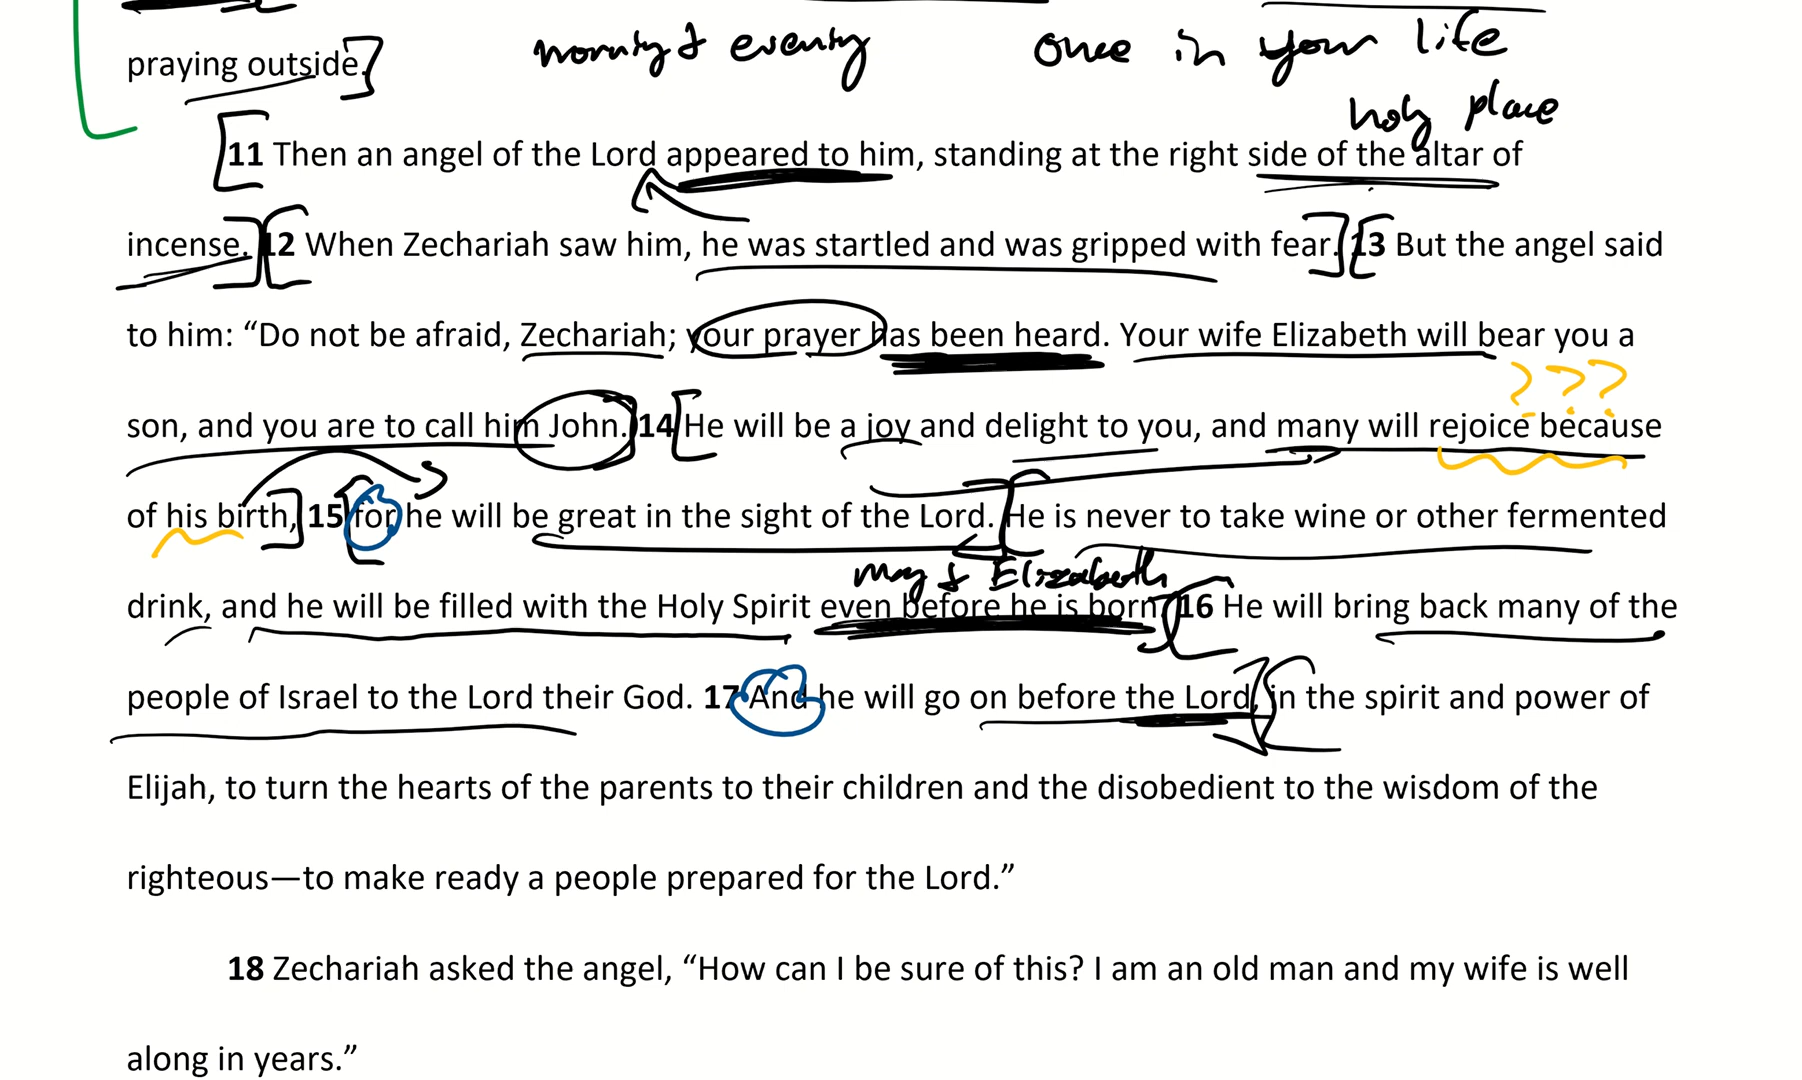 morning & evening once in your life
praying outside.]
holy place
[11 Then an angel of the Lord appeared to him, standing at the right side of the altar of
incense.] [12 When Zechariah saw him, he was startled and was gripped with fear.] [13 But the angel said
to him: “Do not be afraid, Zechariah; your prayer has been heard. Your wife Elizabeth will bear you a
???
son, and you are to call him John.] 14 [He will be a joy and delight to you, and many will rejoice because
of his birth,] 15 [for he will be great in the sight of the Lord.] [He is never to take wine or other fermented
Mary & Elizabeth
drink, and he will be filled with the Holy Spirit even before he is born.] [16 He will bring back many of the
people of Israel to the Lord their God. 17 And he will go on before the Lord,] [in the spirit and power of
Elijah, to turn the hearts of the parents to their children and the disobedient to the wisdom of the
righteous—to make ready a people prepared for the Lord.”
18 Zechariah asked the angel, “How can I be sure of this? I am an old man and my wife is well
along in years.”